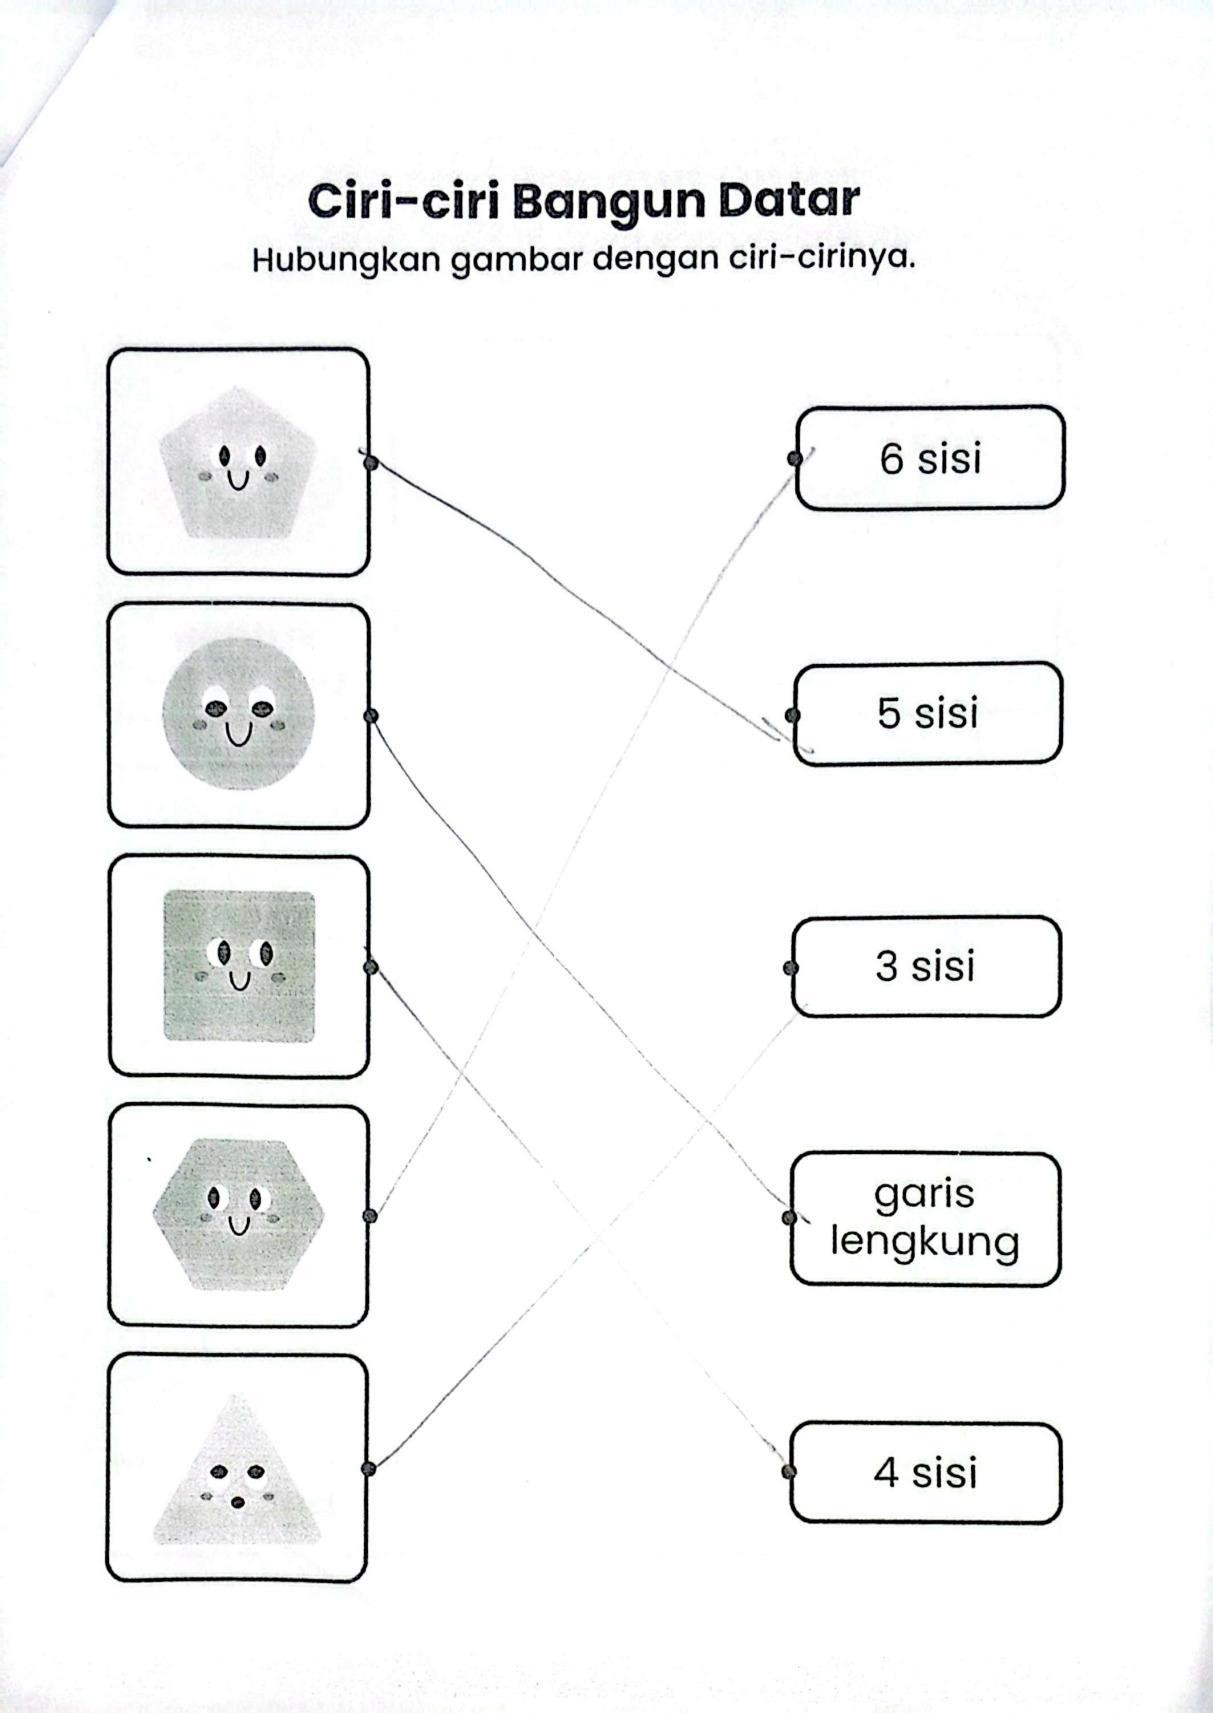 Ciri-ciri Bangun Datar
Hubungkan gambar dengan ciri-cirinya.
6 sisi
5 sisi
3 sisi
garis
lengkung
4 sisi